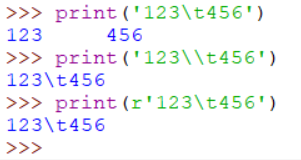 >>> print('123\t456')
123     456
>>> print('123\\t456')
123\t456
>>> print(r'123\t456')
123\t456
>>>